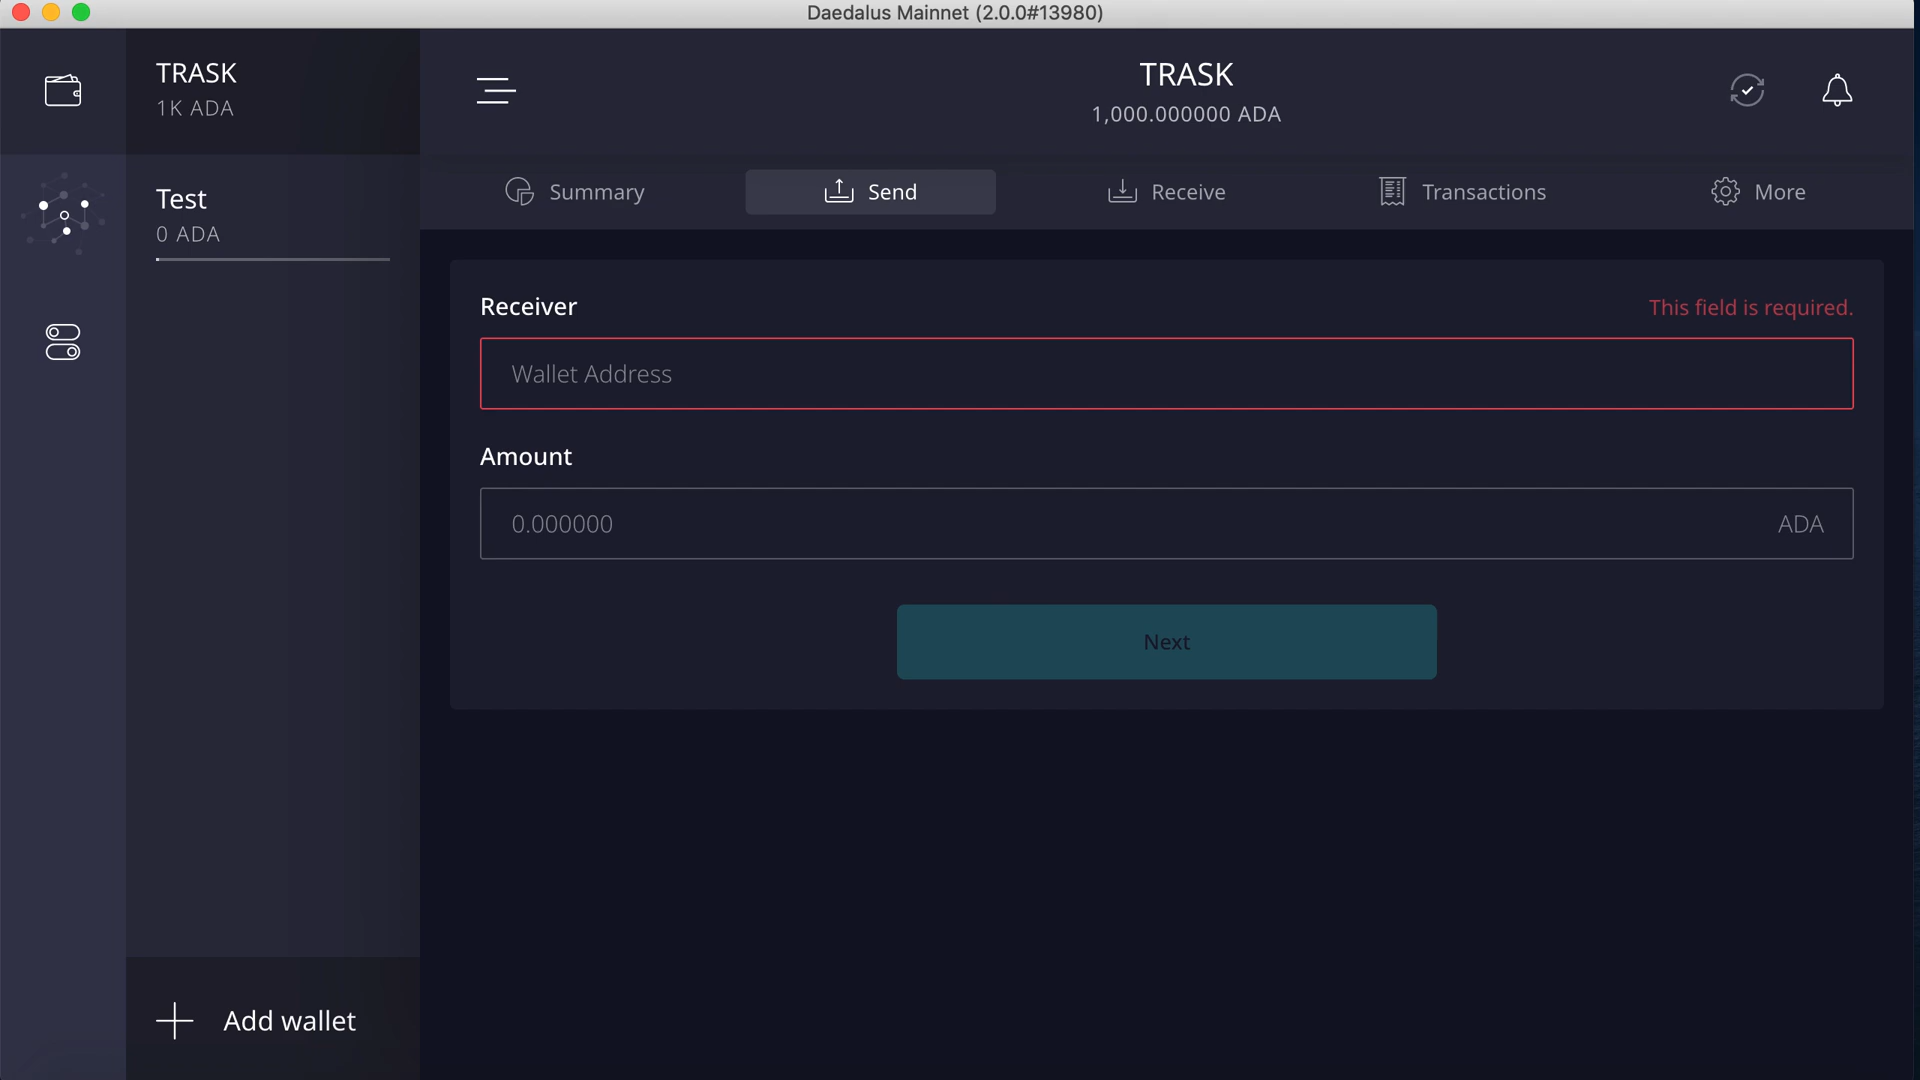 Daedalus Mainnet (2.0.0#13980)
TRASK
1K ADA
Test
0 ADA
Add wallet
TRASK
1,000.000000 ADA
Summary
Send
Receive
Transactions
More
Receiver
This field is required.
Wallet Address
Amount
0.000000
ADA
Next